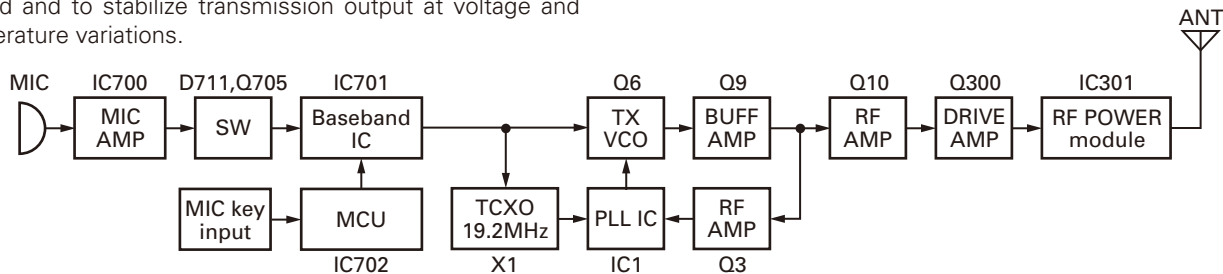 and to stabilize transmission output at voltage and
variations.
ANT
MIC IC700 D711,Q705 IC701 Q6 Q9 Q10 Q300 IC301
MIC
AMP
SW
Baseband
IC
TX
VCO
BUFF
AMP
RF
AMP
DRIVE
AMP
RF POWER
module
MIC key
input
MCU
TCXO
19.2MHz
PLL IC
RF
AMP
IC702 X1 IC1 Q3